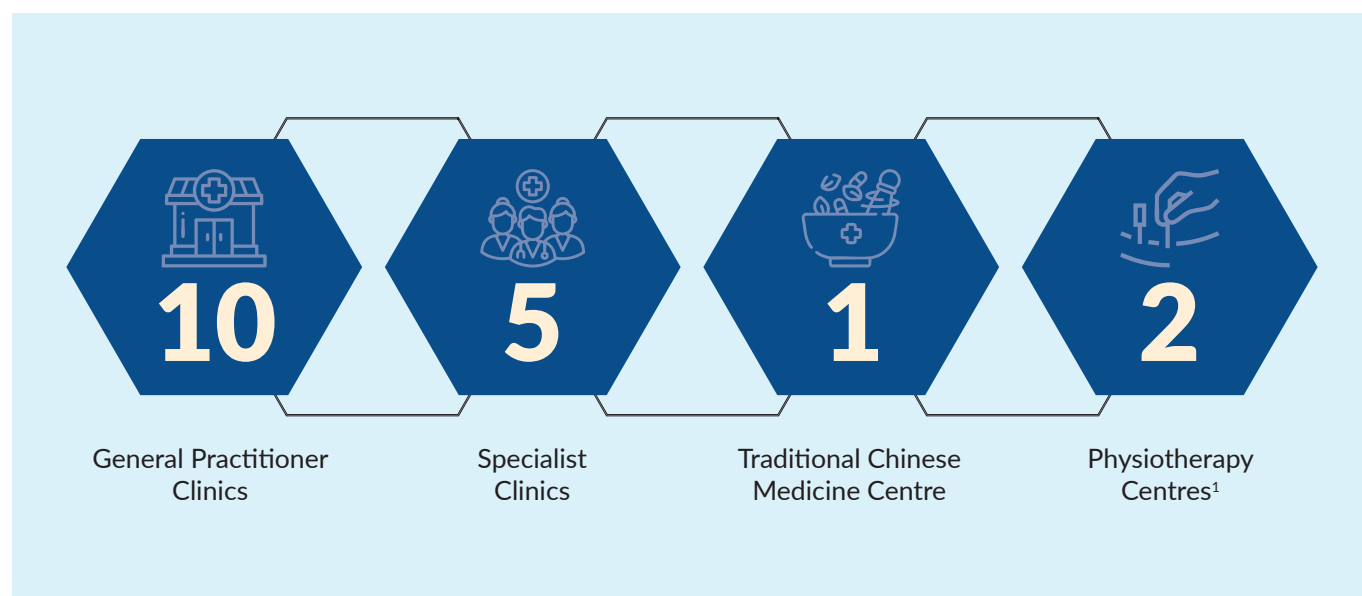 10
5
1
2
General Practitioner
Clinics
Specialist
Clinics
Traditional Chinese
Medicine Centre
Physiotherapy
Centres¹